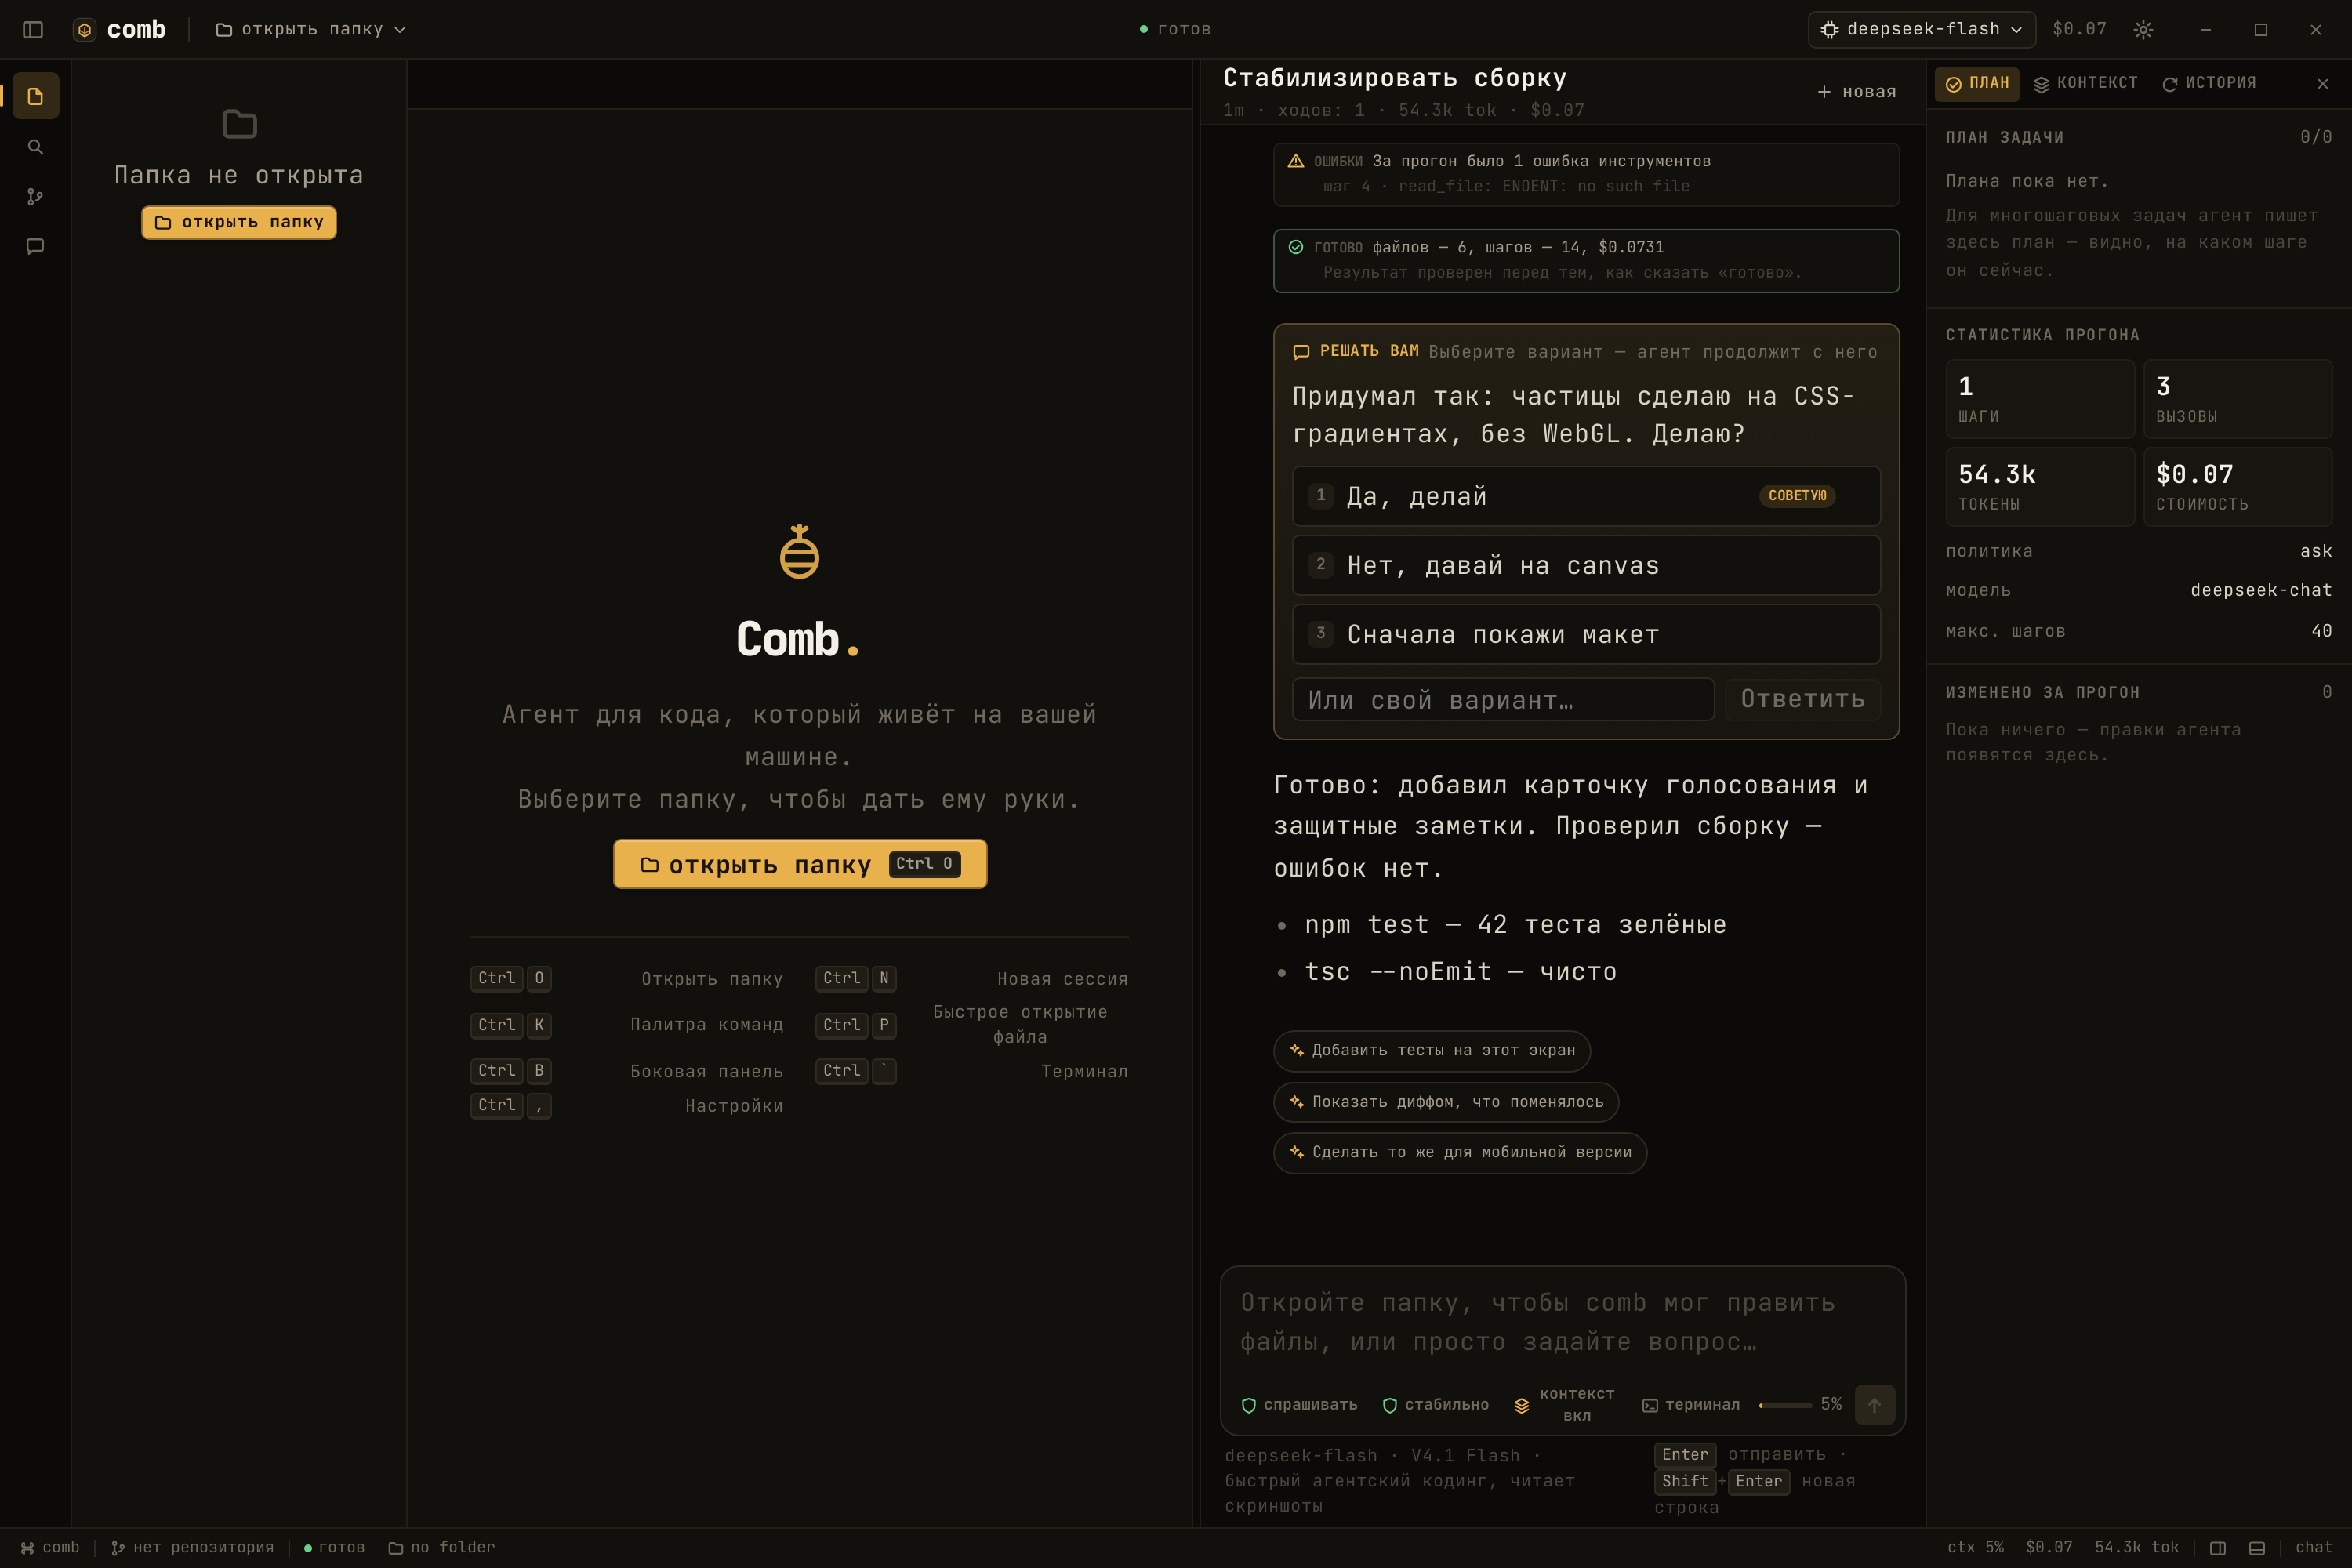 comb
открыть папку
готов
deepseek-flash
$0.07
Папка не открыта
открыть папку
Comb.
Агент для кода, который живёт на вашей
машине.
Выберите папку, чтобы дать ему руки.
открыть папку Ctrl O
Ctrl O Открыть папку
Ctrl N Новая сессия
Ctrl K Палитра команд
Ctrl P Быстрое открытие
файла
Ctrl B Боковая панель
Ctrl ` Терминал
Ctrl , Настройки
Стабилизировать сборку
1m · ходов: 1 · 54.3k tok · $0.07
+ новая
ОШИБКИ За прогон было 1 ошибка инструментов
шаг 4 · read_file: ENOENT: no such file
ГОТОВО файлов — 6, шагов — 14, $0.0731
Результат проверен перед тем, как сказать «готово».
РЕШАТЬ ВАМ Выберите вариант — агент продолжит с него
Придумал так: частицы сделаю на CSS-
градиентах, без WebGL. Делаю?
1 Да, делай СОВЕТУЮ
2 Нет, давай на canvas
3 Сначала покажи макет
Или свой вариант… Ответить
Готово: добавил карточку голосования и
защитные заметки. Проверил сборку —
ошибок нет.
• npm test — 42 теста зелёные
• tsc --noEmit — чисто
Добавить тесты на этот экран
Показать диффом, что поменялось
Сделать то же для мобильной версии
Откройте папку, чтобы comb мог править
файлы, или просто задайте вопрос…
спрашивать
стабильно
контекст
вкл
терминал
5%
deepseek-flash · V4.1 Flash ·
быстрый агентский кодинг, читает
скриншоты
Enter отправить ·
Shift+Enter новая
строка
ПЛАН
КОНТЕКСТ
ИСТОРИЯ
ПЛАН ЗАДАЧИ 0/0
Плана пока нет.
Для многошаговых задач агент пишет
здесь план — видно, на каком шаге
он сейчас.
СТАТИСТИКА ПРОГОНА
1
ШАГИ
3
ВЫЗОВЫ
54.3k
ТОКЕНЫ
$0.07
СТОИМОСТЬ
политика ask
модель deepseek-chat
макс. шагов 40
ИЗМЕНЕНО ЗА ПРОГОН 0
Пока ничего — правки агента
появятся здесь.
comb
нет репозитория
готов
no folder
ctx 5%
$0.07
54.3k tok
chat